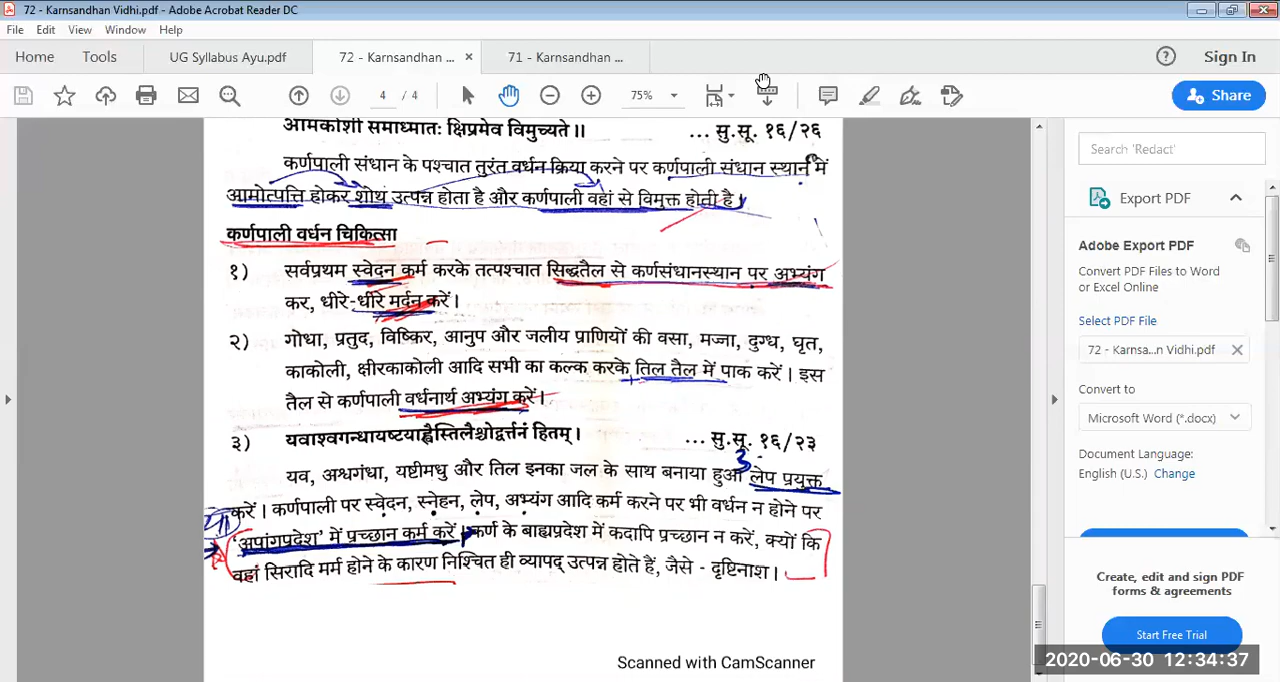 72 - Karnsandhan Vidhi.pdf - Adobe Acrobat Reader DC
File Edit View Window Help
Home Tools UG Syllabus Ayu.pdf 72 - Karnsandhan ... × 71 - Karnsandhan ... Sign In
4 / 4 75% Share
आमकोशी समाध्मातः क्षिप्रमेव विमुच्यते।। ... सु.सू. १६/२६
कर्णपाली संधान के पश्चात तुरंत वर्धन क्रिया करने पर कर्णपाली संधान स्थान में
आमोत्पत्ति होकर शोथ उत्पन्न होता है और कर्णपाली वहां से विमुक्त होती है।
कर्णपाली वर्धन चिकित्सा
१) सर्वप्रथम स्वेदन कर्म करके तत्पश्चात सिद्धतैल से कर्णसंधानस्थान पर अभ्यंग
कर, धीरे-धीरे मर्दन करें।
२) गोधा, प्रतुद, विष्किर, आनुप और जलीय प्राणियों की वसा, मज्जा, दुग्ध, घृत,
काकोली, क्षीरकाकोली आदि सभी का कल्क करके तिल तैल में पाक करें। इस
तैल से कर्णपाली वर्धनार्थ अभ्यंग करें।
३) यवाश्वगन्धायष्टयाह्वैस्तिलैश्चोद्वर्त्तनं हितम्। ... सु.सू. १६/२३
3
यव, अश्वगंधा, यष्टीमधु और तिल इनका जल के साथ बनाया हुआ लेप प्रयुक्त
करें। कर्णपाली पर स्वेदन, स्नेहन, लेप, अभ्यंग आदि कर्म करने पर भी वर्धन न होने पर
'अपांगप्रदेश' में प्रच्छान कर्म करें। कर्ण के बाह्यप्रदेश में कदापि प्रच्छान न करें, क्यों कि
वहां सिरादि मर्म होने के कारण निश्चित ही व्यापद् उत्पन्न होते हैं, जैसे - दृष्टिनाश।
Scanned with CamScanner
Search 'Redact'
Export PDF
Adobe Export PDF
Convert PDF Files to Word
or Excel Online
Select PDF File
72 - Karnsa...n Vidhi.pdf ×
Convert to
Microsoft Word (*.docx)
Document Language:
English (U.S.) Change
Create, edit and sign PDF
forms & agreements
Start Free Trial
2020-06-30 12:34:37